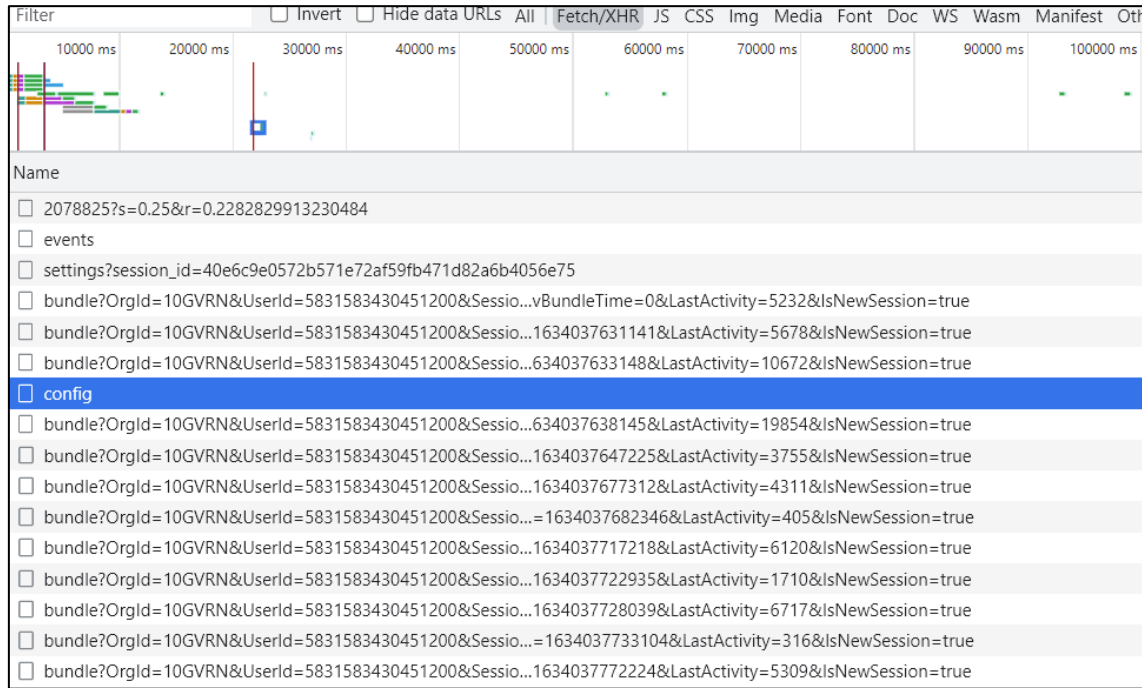 Filter Invert Hide data URLs All Fetch/XHR JS CSS Img Media Font Doc WS Wasm Manifest Oth
10000 ms 20000 ms 30000 ms 40000 ms 50000 ms 60000 ms 70000 ms 80000 ms 90000 ms 100000 ms
Name
2078825?s=0.25&r=0.2282829913230484
events
settings?session_id=40e6c9e0572b571e72af59fb471d82a6b4056e75
bundle?OrgId=10GVRN&UserId=5831583430451200&Sessio...vBundleTime=0&LastActivity=5232&IsNewSession=true
bundle?OrgId=10GVRN&UserId=5831583430451200&Sessio...1634037631141&LastActivity=5678&IsNewSession=true
bundle?OrgId=10GVRN&UserId=5831583430451200&Sessio...634037633148&LastActivity=10672&IsNewSession=true
config
bundle?OrgId=10GVRN&UserId=5831583430451200&Sessio...634037638145&LastActivity=19854&IsNewSession=true
bundle?OrgId=10GVRN&UserId=5831583430451200&Sessio...1634037647225&LastActivity=3755&IsNewSession=true
bundle?OrgId=10GVRN&UserId=5831583430451200&Sessio...1634037677312&LastActivity=4311&IsNewSession=true
bundle?OrgId=10GVRN&UserId=5831583430451200&Sessio...=1634037682346&LastActivity=405&IsNewSession=true
bundle?OrgId=10GVRN&UserId=5831583430451200&Sessio...1634037717218&LastActivity=6120&IsNewSession=true
bundle?OrgId=10GVRN&UserId=5831583430451200&Sessio...1634037722935&LastActivity=1710&IsNewSession=true
bundle?OrgId=10GVRN&UserId=5831583430451200&Sessio...1634037728039&LastActivity=6717&IsNewSession=true
bundle?OrgId=10GVRN&UserId=5831583430451200&Sessio...=1634037733104&LastActivity=316&IsNewSession=true
bundle?OrgId=10GVRN&UserId=5831583430451200&Sessio...1634037772224&LastActivity=5309&IsNewSession=true